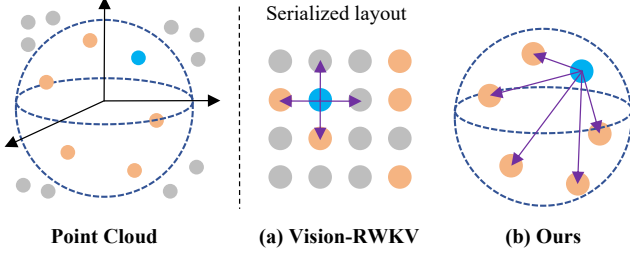 Serialized layout
Point Cloud
(a) Vision-RWKV
(b) Ours